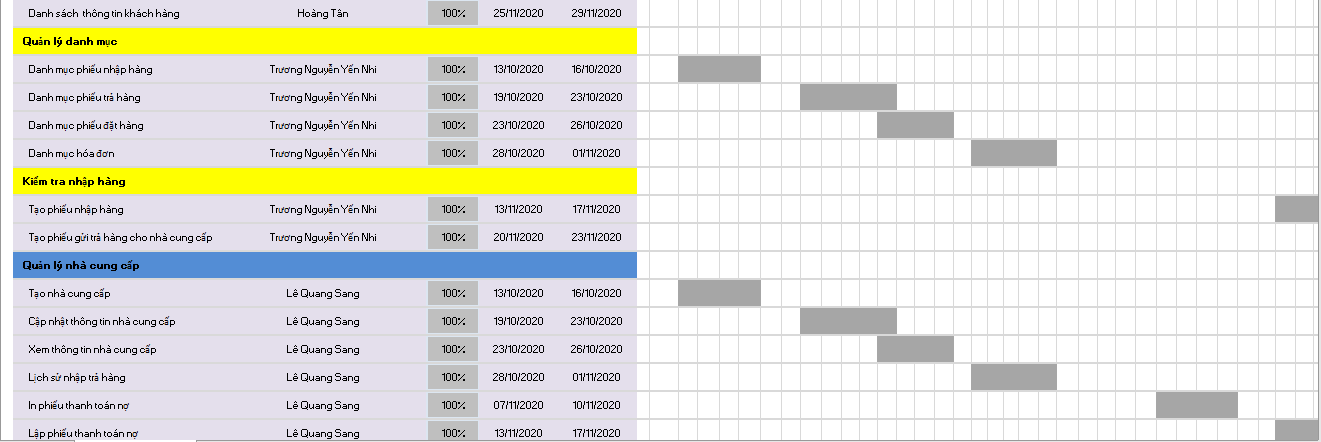 Danh sách thông tin khách hàng Hoàng Tân 100% 25/11/2020 29/11/2020
Quản lý danh mục
Danh mục phiếu nhập hàng Trương Nguyễn Yến Nhi 100% 13/10/2020 16/10/2020
Danh mục phiếu trả hàng Trương Nguyễn Yến Nhi 100% 19/10/2020 23/10/2020
Danh mục phiếu đặt hàng Trương Nguyễn Yến Nhi 100% 23/10/2020 26/10/2020
Danh mục hóa đơn Trương Nguyễn Yến Nhi 100% 28/10/2020 01/11/2020
Kiểm tra nhập hàng
Tạo phiếu nhập hàng Trương Nguyễn Yến Nhi 100% 13/11/2020 17/11/2020
Tạo phiếu gửi trả hàng cho nhà cung cấp Trương Nguyễn Yến Nhi 100% 20/11/2020 23/11/2020
Quản lý nhà cung cấp
Tạo nhà cung cấp Lê Quang Sang 100% 13/10/2020 16/10/2020
Cập nhật thông tin nhà cung cấp Lê Quang Sang 100% 19/10/2020 23/10/2020
Xem thông tin nhà cung cấp Lê Quang Sang 100% 23/10/2020 26/10/2020
Lịch sử nhập trả hàng Lê Quang Sang 100% 28/10/2020 01/11/2020
In phiếu thanh toán nợ Lê Quang Sang 100% 07/11/2020 10/11/2020
Lập phiếu thanh toán nợ Lê Quang Sang 100% 13/11/2020 17/11/2020